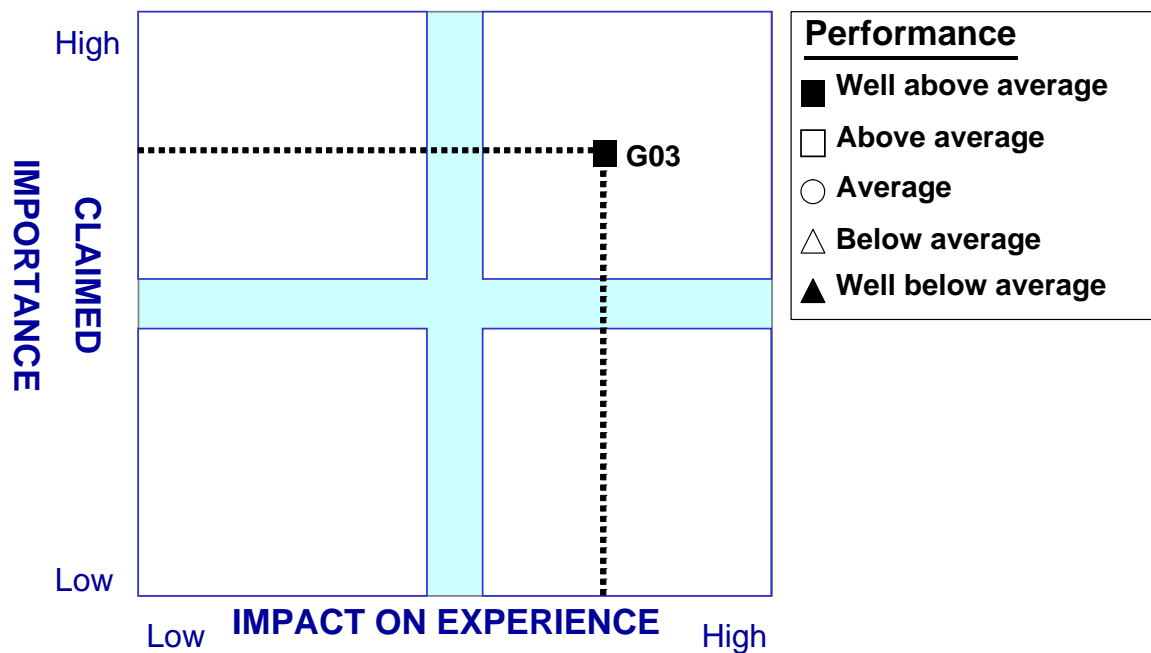 High
IMPORTANCE
CLAIMED
G03
Low
Low
IMPACT ON EXPERIENCE
High
Performance
Well above average
Above average
Average
Below average
Well below average